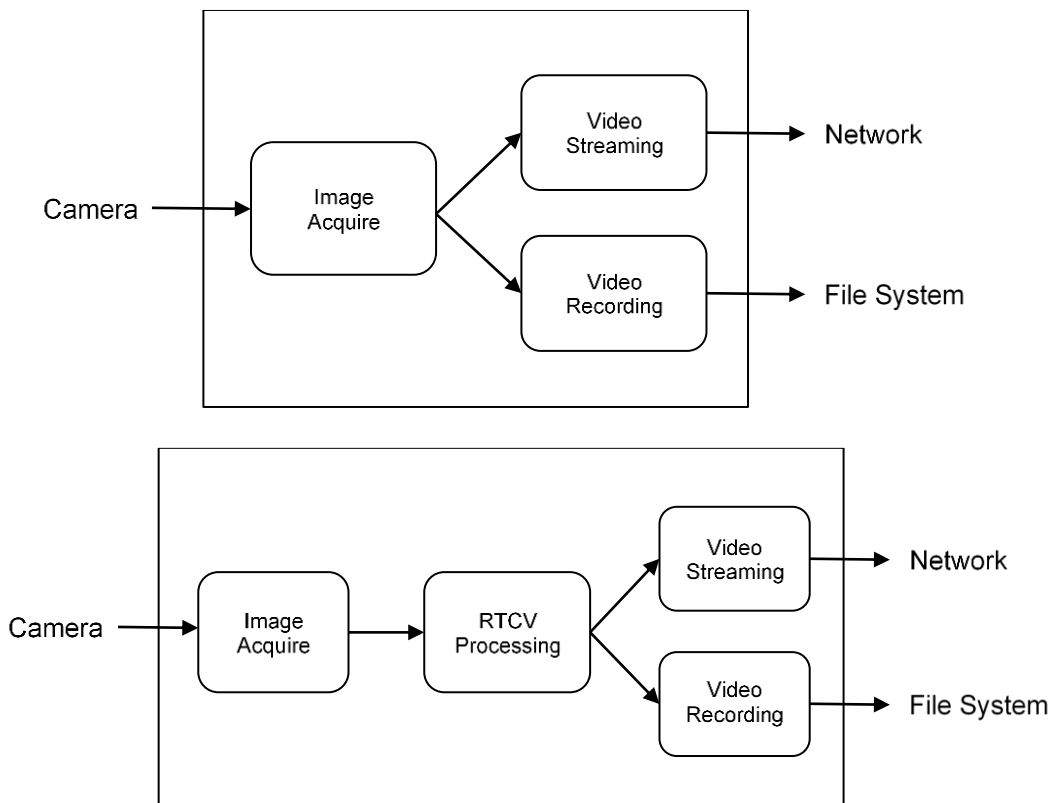 Camera
Image
Acquire
Video
Streaming
Network
Video
Recording
File System
Camera
Image
Acquire
RTCV
Processing
Video
Streaming
Network
Video
Recording
File System